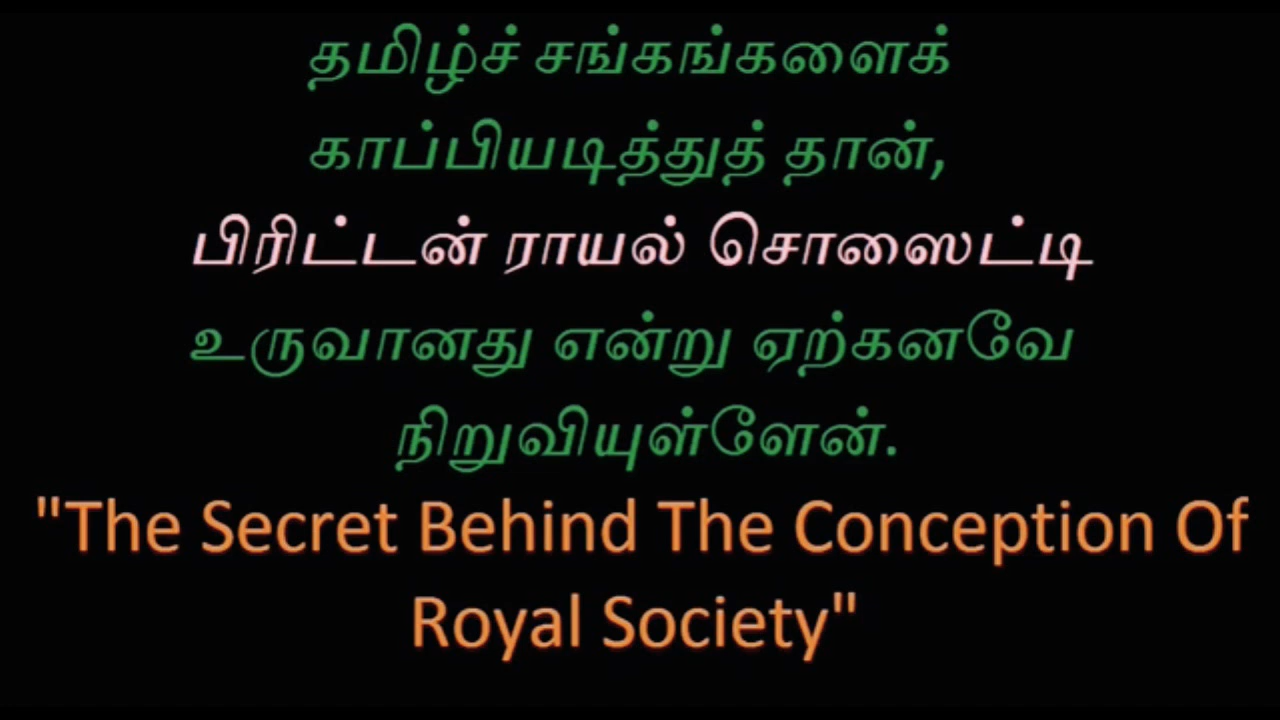 தமிழ்ச் சங்கங்களைக்
காப்பியடித்துத் தான்,
பிரிட்டன் ராயல் சொஸைட்டி
உருவானது என்று ஏற்கனவே
நிறுவியுள்ளேன்.
"The Secret Behind The Conception Of
Royal Society"